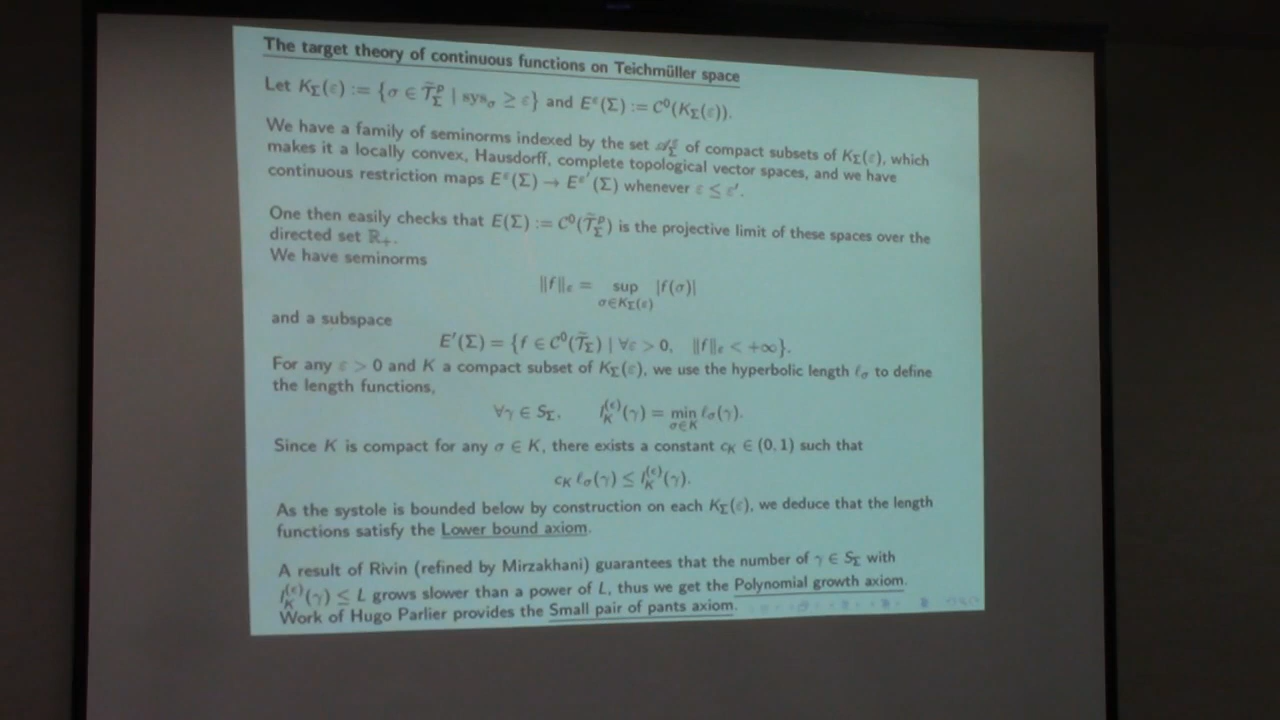 The target theory of continuous functions on Teichmüller space
Let K_Σ(ε) := {σ ∈ T̃^p_Σ | sys_σ ≥ ε} and E^ε(Σ) := C⁰(K_Σ(ε)).
We have a family of seminorms indexed by the set 𝒜^ε_Σ of compact subsets of K_Σ(ε), which
makes it a locally convex, Hausdorff, complete topological vector spaces, and we have
continuous restriction maps E^ε(Σ) → E^ε'(Σ) whenever ε ≤ ε'.
One then easily checks that E(Σ) := C⁰(T̃^p_Σ) is the projective limit of these spaces over the
directed set ℝ₊.
We have seminorms
‖f‖_ε = sup_{σ∈K_Σ(ε)} |f(σ)|
and a subspace
E'(Σ) = {f ∈ C⁰(T̃_Σ) | ∀ε > 0, ‖f‖_ε < +∞}.
For any ε > 0 and K a compact subset of K_Σ(ε), we use the hyperbolic length ℓ_σ to define
the length functions,
∀γ ∈ S_Σ, l_K^(ϵ)(γ) = min_{σ∈K} ℓ_σ(γ).
Since K is compact for any σ ∈ K, there exists a constant c_K ∈ (0, 1) such that
c_K ℓ_σ(γ) ≤ l_K^(ϵ)(γ).
As the systole is bounded below by construction on each K_Σ(ε), we deduce that the length
functions satisfy the Lower bound axiom.
A result of Rivin (refined by Mirzakhani) guarantees that the number of γ ∈ S_Σ with
l_K^(ϵ)(γ) ≤ L grows slower than a power of L, thus we get the Polynomial growth axiom.
Work of Hugo Parlier provides the Small pair of pants axiom.